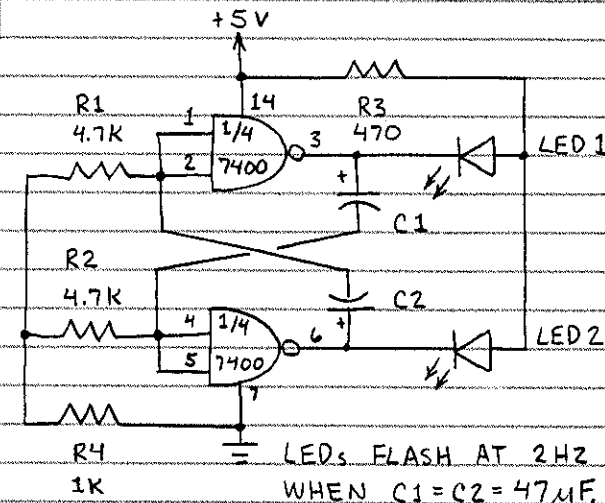 +5V
14
R1
4.7K
1
2
1/4
7400
3
R3
470
LED 1
+
C1
R2
4.7K
C2
+
4
5
1/4
7400
6
7
LED 2
R4
1K
LEDs FLASH AT 2HZ
WHEN C1 = C2 = 47µF.